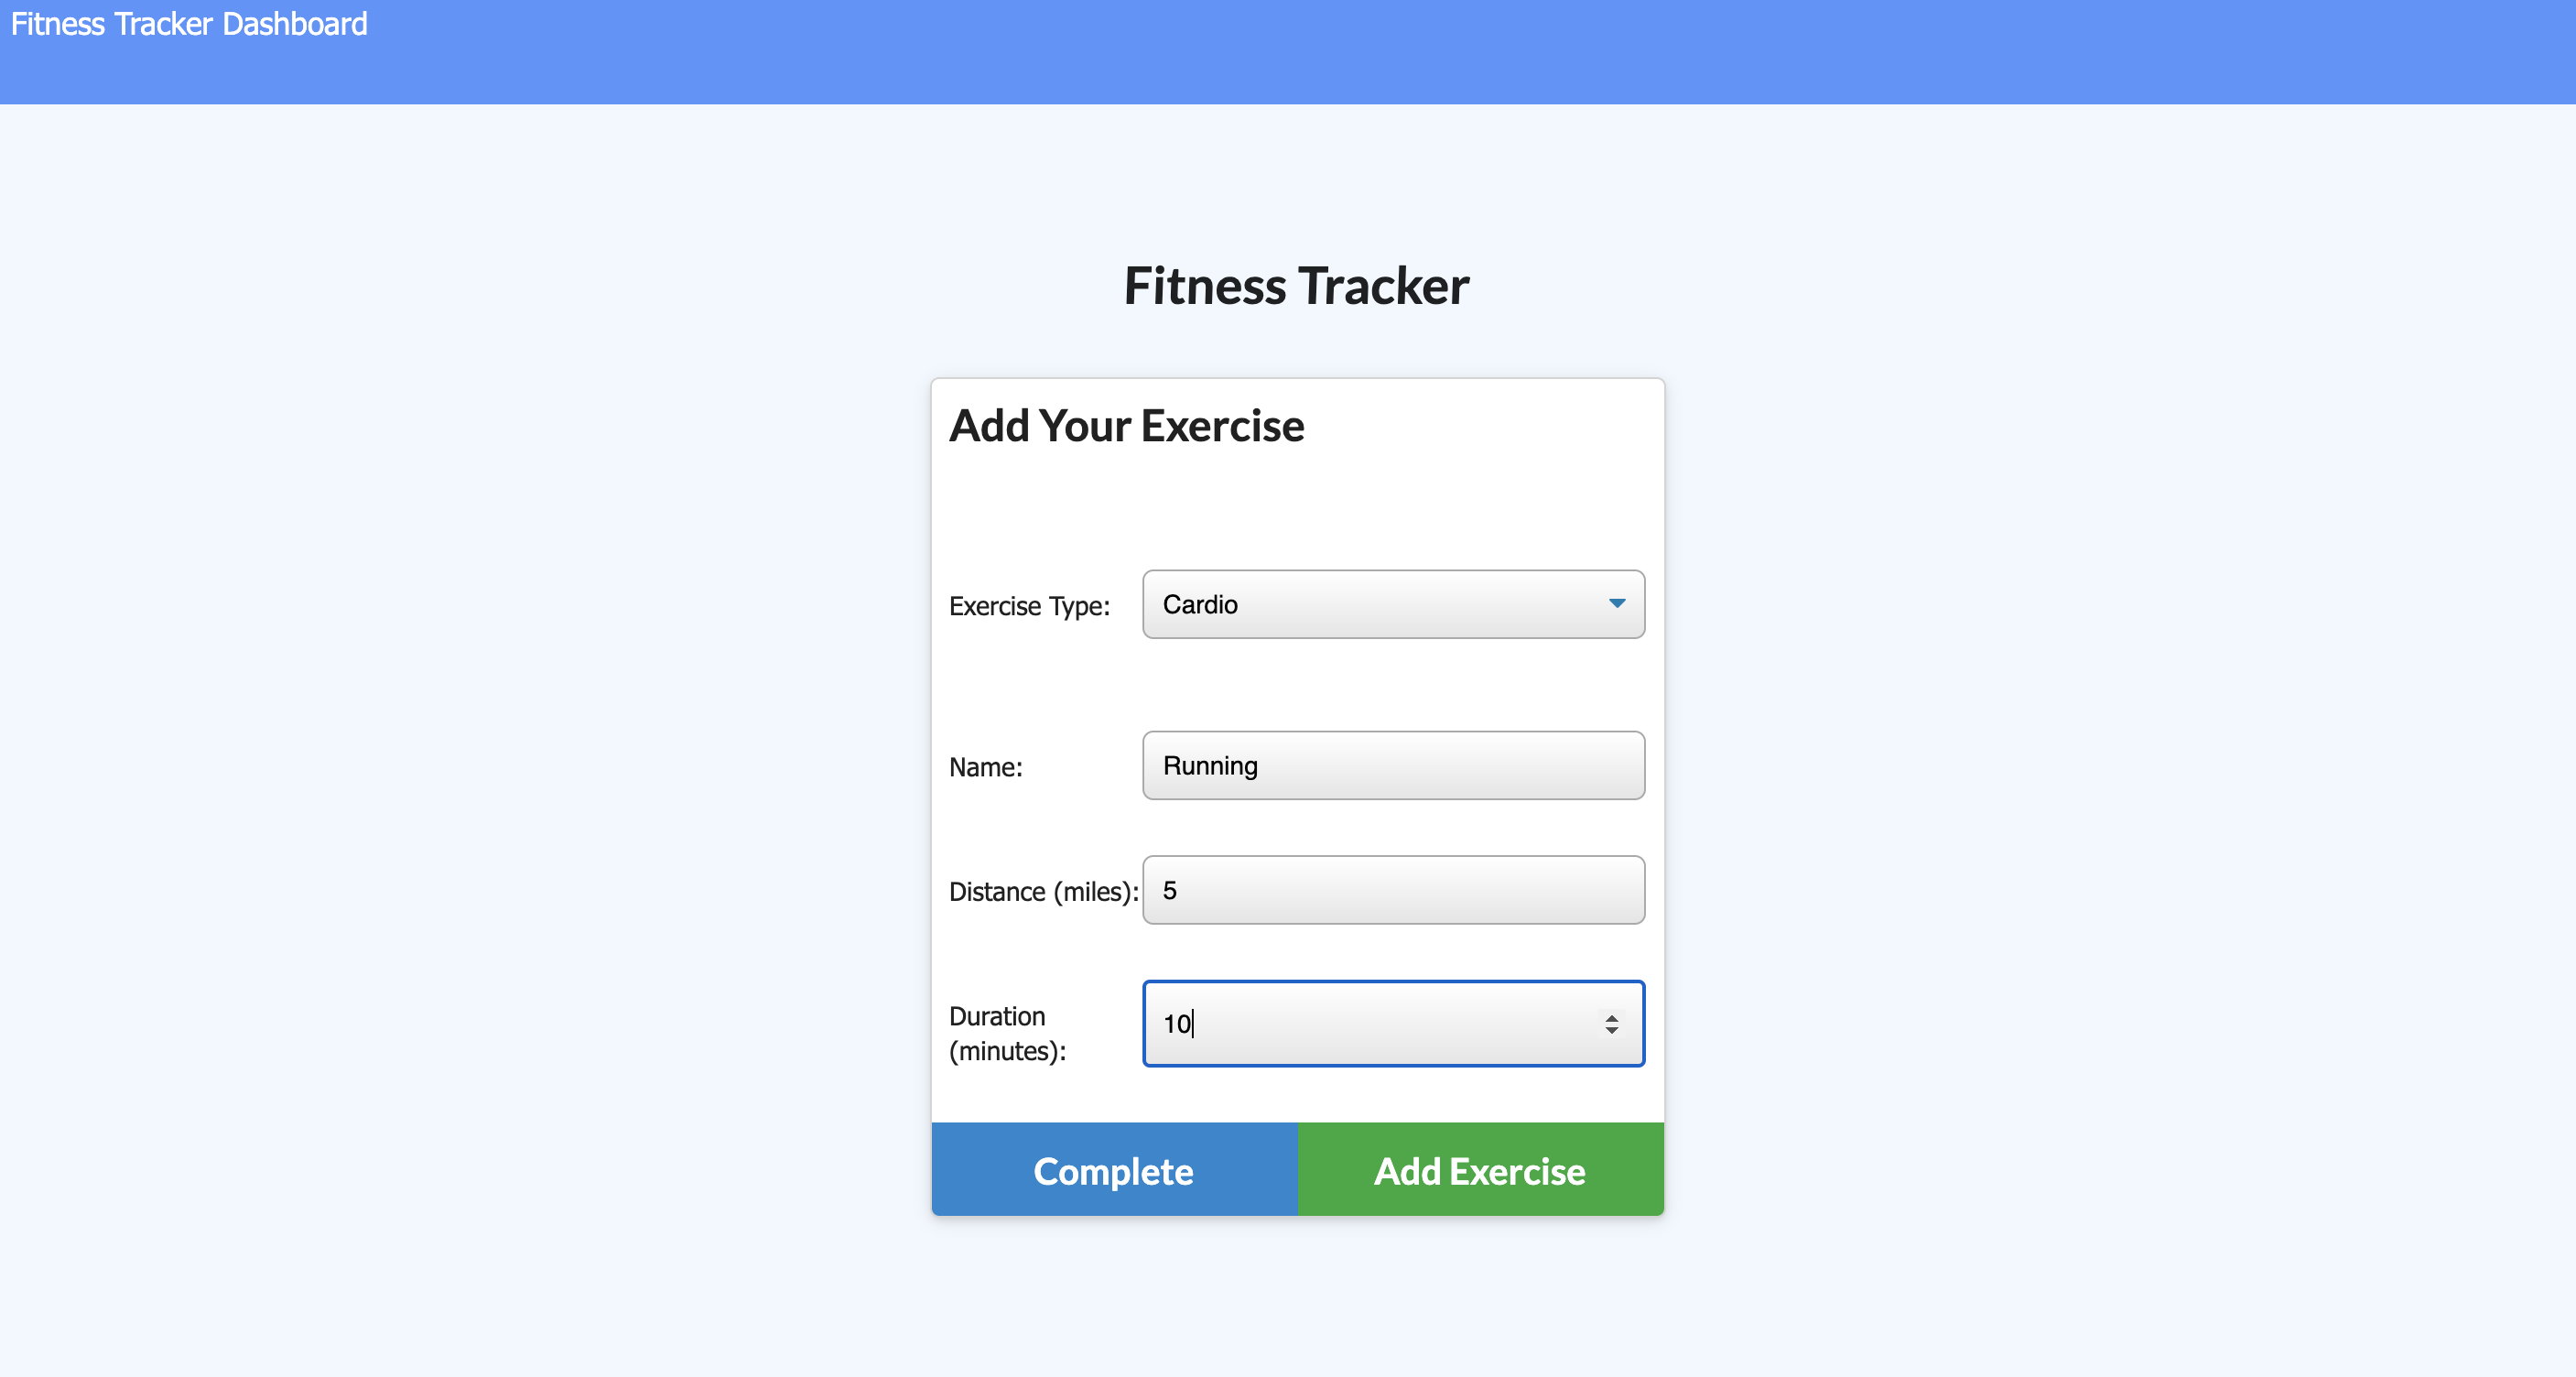 Fitness Tracker Dashboard
Fitness Tracker
Add Your Exercise
Exercise Type: Cardio
Name: Running
Distance (miles): 5
Duration
(minutes): 10
Complete Add Exercise